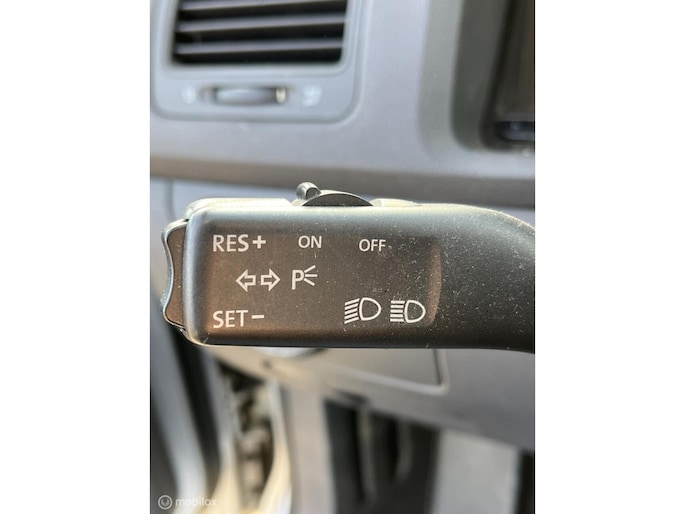 RES+ ON OFF
P
SET−
mobilox